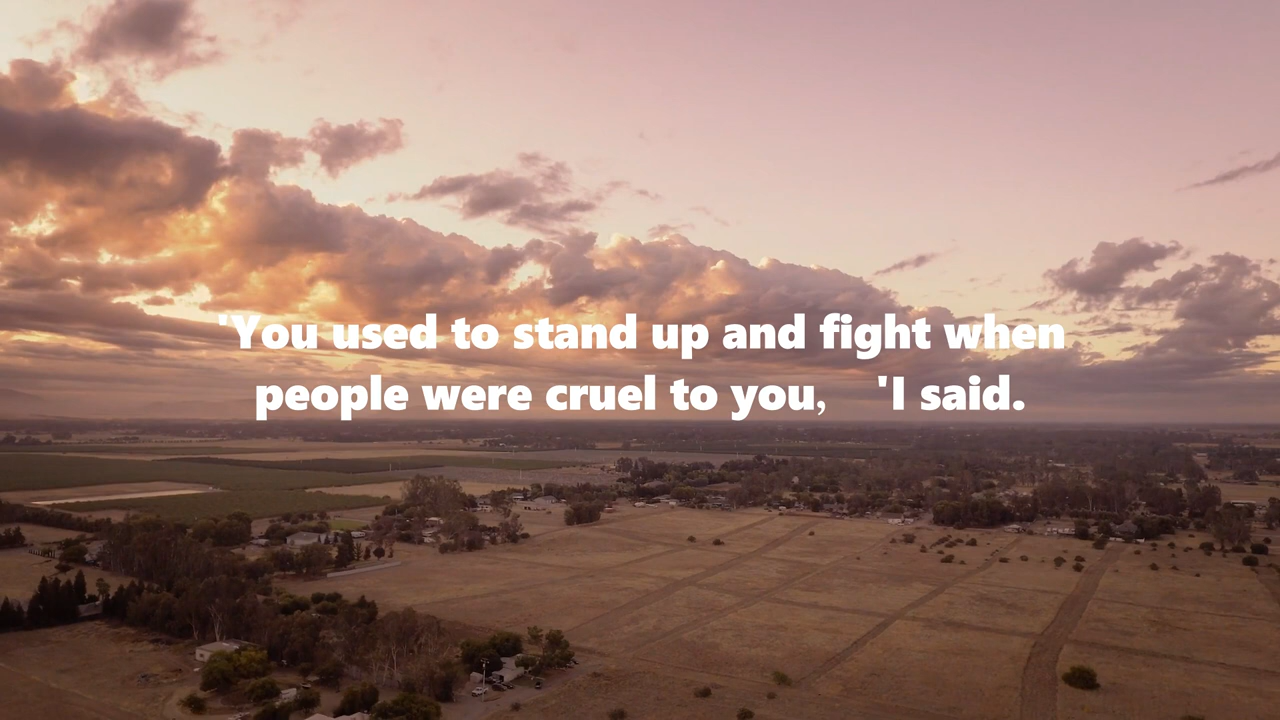 'You used to stand up and fight when
people were cruel to you,   'I said.